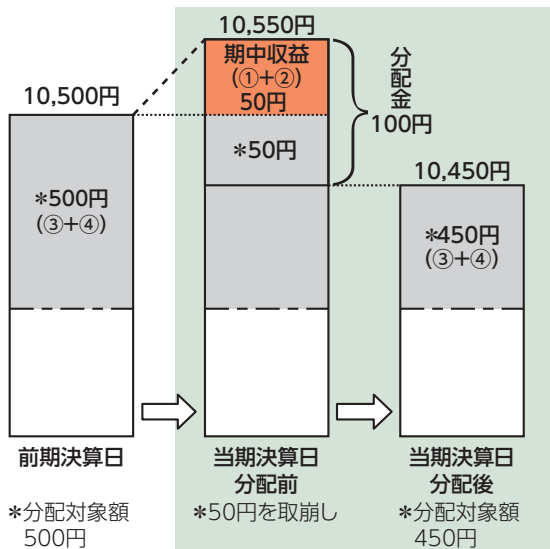 10,550円
期中収益
(①+②)
50円
分配金
100円
10,500円
*50円
10,450円
*500円
(③+④)
*450円
(③+④)
前期決算日
当期決算日
分配前
当期決算日
分配後
*分配対象額
500円
*50円を取崩し
*分配対象額
450円